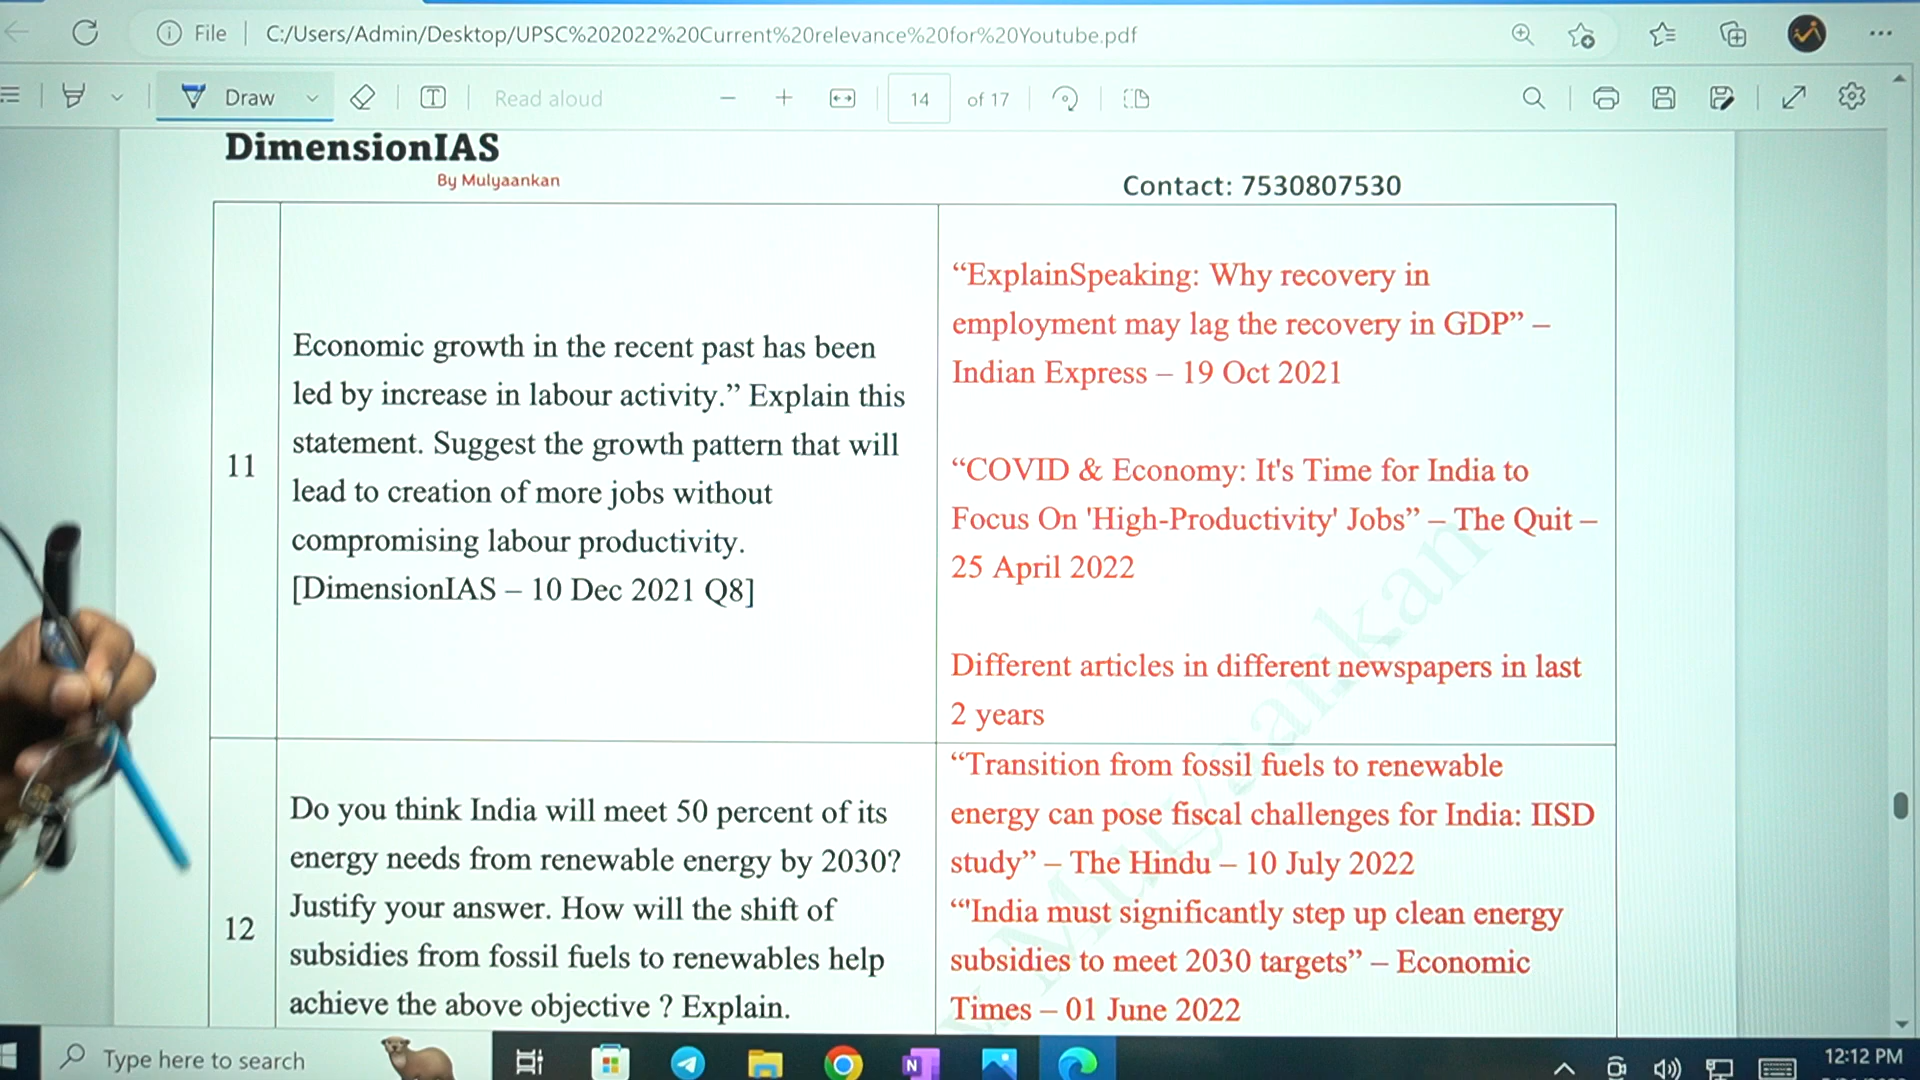 File
C:/Users/Admin/Desktop/UPSC%202022%20Current%20relevance%20for%20Youtube.pdf
Draw
Read aloud
14
of 17
DimensionIAS
By Mulyaankan
Contact: 7530807530
11
Economic growth in the recent past has been
led by increase in labour activity.” Explain this
statement. Suggest the growth pattern that will
lead to creation of more jobs without
compromising labour productivity.
[DimensionIAS – 10 Dec 2021 Q8]
“ExplainSpeaking: Why recovery in
employment may lag the recovery in GDP” –
Indian Express – 19 Oct 2021
“COVID & Economy: It's Time for India to
Focus On 'High-Productivity' Jobs” – The Quit –
25 April 2022
Different articles in different newspapers in last
2 years
12
Do you think India will meet 50 percent of its
energy needs from renewable energy by 2030?
Justify your answer. How will the shift of
subsidies from fossil fuels to renewables help
achieve the above objective ? Explain.
“Transition from fossil fuels to renewable
energy can pose fiscal challenges for India: IISD
study” – The Hindu – 10 July 2022
“"India must significantly step up clean energy
subsidies to meet 2030 targets” – Economic
Times – 01 June 2022
Mulyaankan
Type here to search
12:12 PM